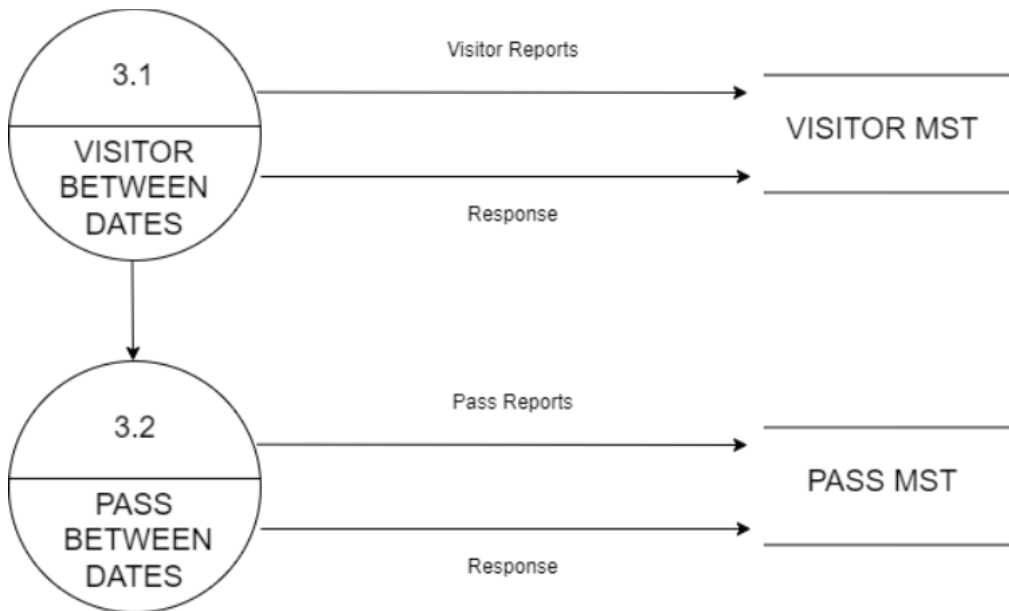 3.1
VISITOR
BETWEEN
DATES
Visitor Reports
Response
VISITOR MST
3.2
PASS
BETWEEN
DATES
Pass Reports
Response
PASS MST